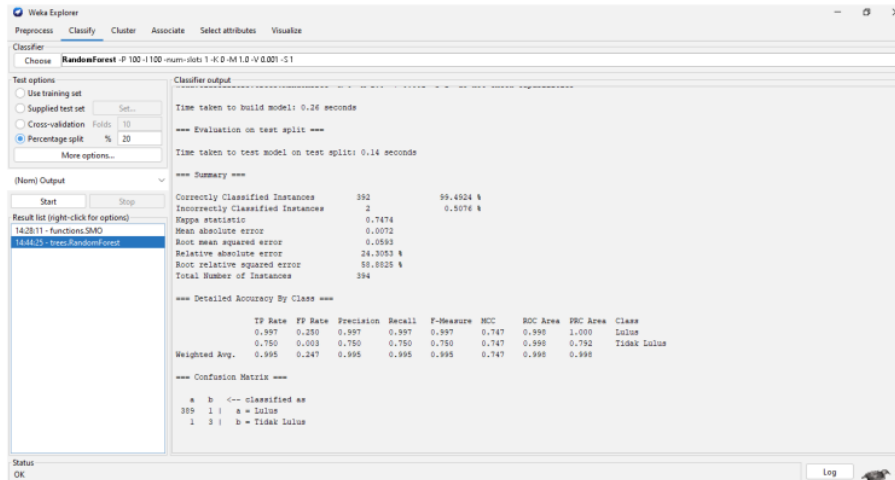 Weka Explorer
Preprocess Classify Cluster Associate Select attributes Visualize
Classifier
Choose RandomForest -P 100 -I 100 -num-slots 1 -K 0 -M 1.0 -V 0.001 -S 1
Test options
Use training set
Supplied test set Set...
Cross-validation Folds 10
Percentage split % 20
More options...
(Nom) Output
Start Stop
Result list (right-click for options)
14:28:11 - functions.SMO
14:44:25 - trees.RandomForest
Classifier output
Time taken to build model: 0.26 seconds
=== Evaluation on test split ===
Time taken to test model on test split: 0.14 seconds
=== Summary ===
Correctly Classified Instances 392 99.4924 %
Incorrectly Classified Instances 2 0.5076 %
Kappa statistic 0.7474
Mean absolute error 0.0072
Root mean squared error 0.0593
Relative absolute error 24.3053 %
Root relative squared error 58.8825 %
Total Number of Instances 394
=== Detailed Accuracy By Class ===
TP Rate FP Rate Precision Recall F-Measure MCC ROC Area PRC Area Class
0.997 0.250 0.997 0.997 0.997 0.747 0.998 1.000 Lulus
0.750 0.003 0.750 0.750 0.750 0.747 0.998 0.792 Tidak Lulus
Weighted Avg. 0.995 0.247 0.995 0.995 0.995 0.747 0.998 0.998
=== Confusion Matrix ===
a b <-- classified as
389 1 | a = Lulus
1 3 | b = Tidak Lulus
Status
OK
Log